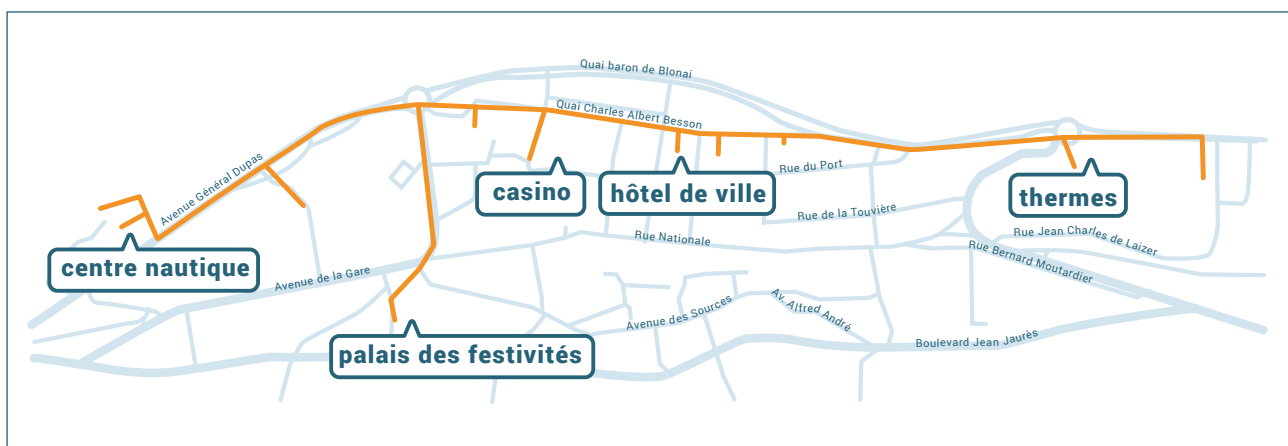 Quai baron de Blonai
Quai Charles Albert Besson
Avenue Général Dupas
Rue du Port
casino
hôtel de ville
thermes
Rue de la Touvière
Rue Nationale
Rue Jean Charles de Laizer
Rue Bernard Moutardier
centre nautique
Avenue de la Gare
Av. Alfred André
Avenue des Sources
palais des festivités
Boulevard Jean Jaurès